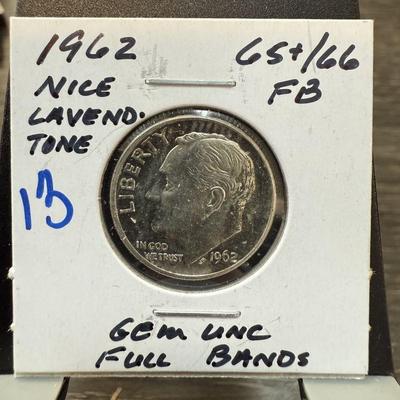 1962
65+/66
NICE
FB
LAVEND.
TONE
13
LIBERTY
IN GOD
WE TRUST
1962
GEM UNC
FULL BANDS